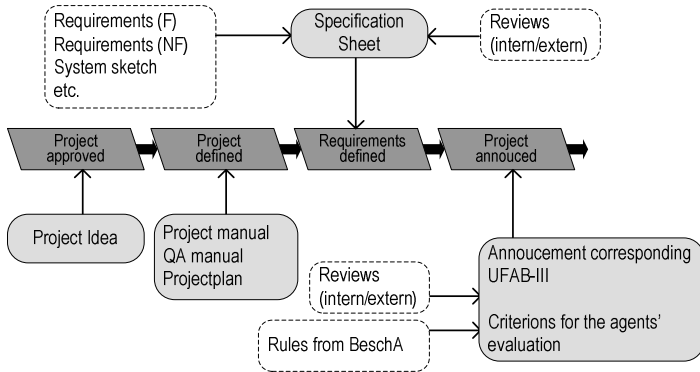 Requirements (F)
Requirements (NF)
System sketch
etc.
Specification
Sheet
Reviews
(intern/extern)
Project
approved
Project
defined
Requirements
defined
Project
annouced
Project Idea
Project manual
QA manual
Projectplan
Reviews
(intern/extern)
Rules from BeschA
Annoucement corresponding
UFAB-III
Criterions for the agents'
evaluation